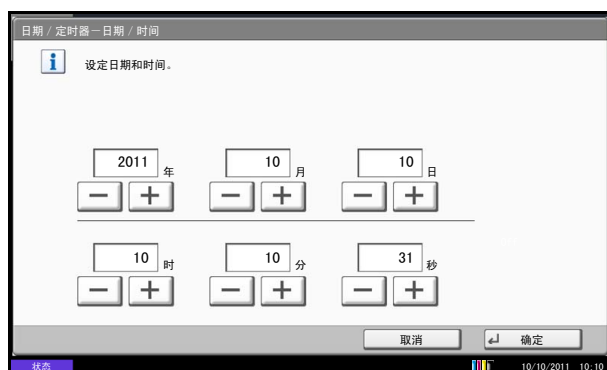 日期 / 定时器－日期 / 时间
设定日期和时间。
2011 年 10 月 10 日
－ ＋ － ＋ － ＋
10 时 10 分 31 秒
－ ＋ － ＋ － ＋
取消 确定
状态 10/10/2011 10:10